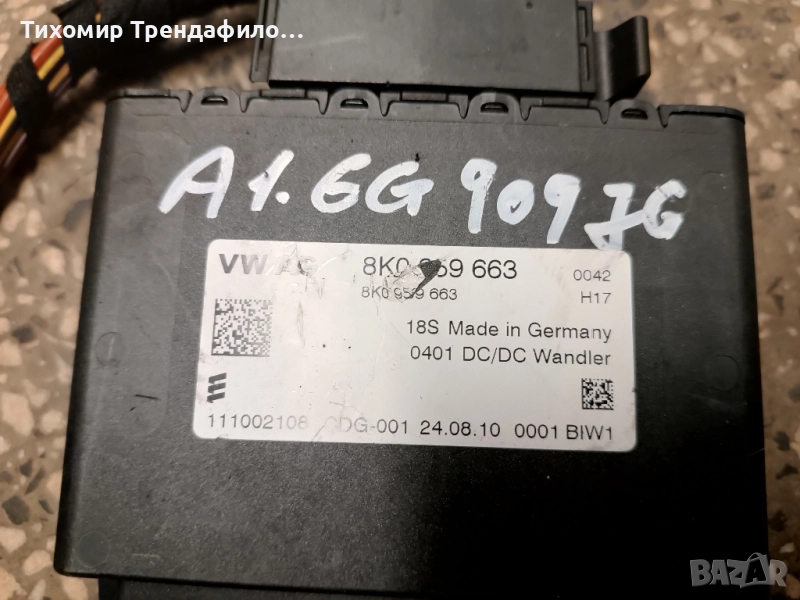 Тихомир Трендафило...
A1. 6G 909 JG
VW AG 8K0 959 663 0042
8K0 959 663 H17
18S Made in Germany
0401 DC/DC Wandler
111002108 CDG-001 24.08.10 0001 BIW1
BAZAR